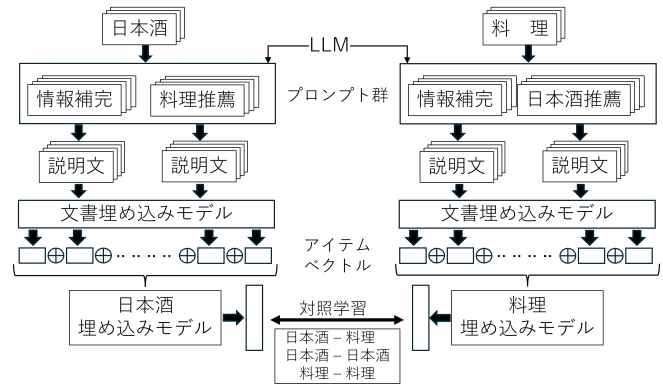 日本酒
LLM
料　理
情報補完
料理推薦
プロンプト群
情報補完
日本酒推薦
説明文
説明文
説明文
説明文
文書埋め込みモデル
文書埋め込みモデル
アイテム
ベクトル
日本酒
埋め込みモデル
対照学習
日本酒 – 料理
日本酒 – 日本酒
料理 – 料理
料理
埋め込みモデル